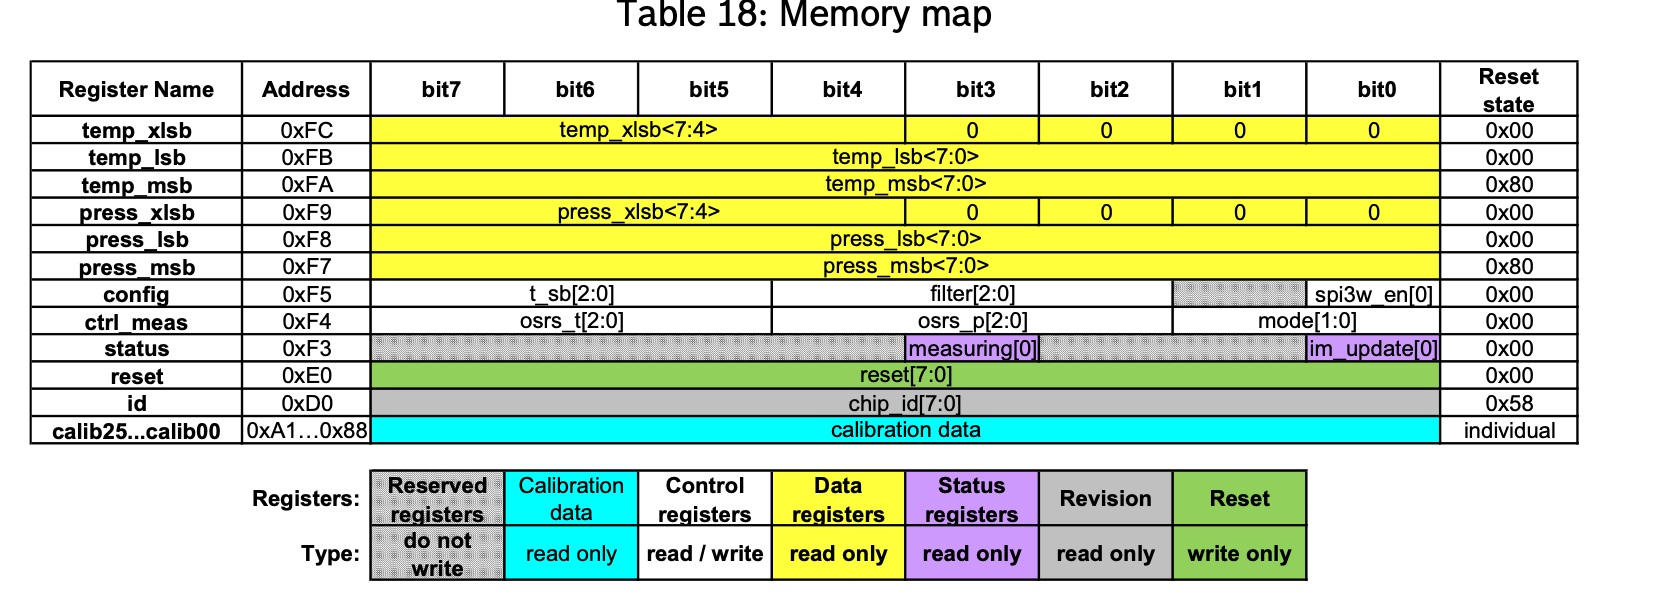 Table 18: Memory map
Register Name Address bit7 bit6 bit5 bit4 bit3 bit2 bit1 bit0 Reset state
temp_xlsb 0xFC temp_xlsb<7:4> 0 0 0 0 0x00
temp_lsb 0xFB temp_lsb<7:0> 0x00
temp_msb 0xFA temp_msb<7:0> 0x80
press_xlsb 0xF9 press_xlsb<7:4> 0 0 0 0 0x00
press_lsb 0xF8 press_lsb<7:0> 0x00
press_msb 0xF7 press_msb<7:0> 0x80
config 0xF5 t_sb[2:0] filter[2:0] spi3w_en[0] 0x00
ctrl_meas 0xF4 osrs_t[2:0] osrs_p[2:0] mode[1:0] 0x00
status 0xF3 measuring[0] im_update[0] 0x00
reset 0xE0 reset[7:0] 0x00
id 0xD0 chip_id[7:0] 0x58
calib25...calib00 0xA1...0x88 calibration data individual
Registers: Reserved registers Calibration data Control registers Data registers Status registers Revision Reset
Type: do not write read only read / write read only read only read only write only